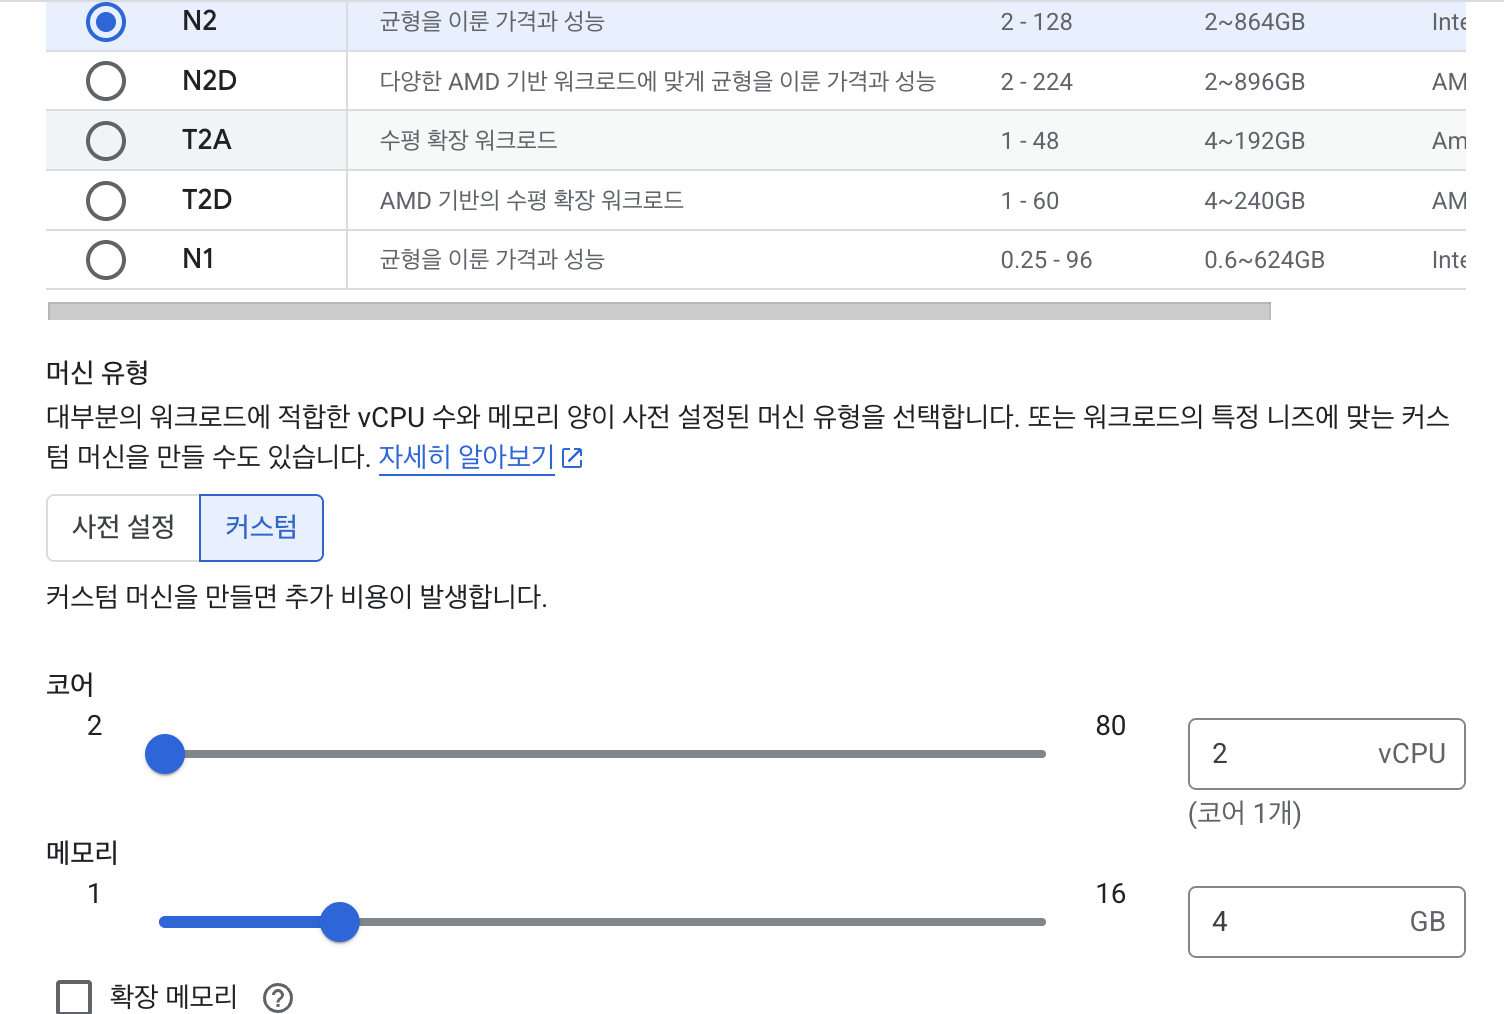 N2 균형을 이룬 가격과 성능 2 - 128 2~864GB Inte
N2D 다양한 AMD 기반 워크로드에 맞게 균형을 이룬 가격과 성능 2 - 224 2~896GB AM
T2A 수평 확장 워크로드 1 - 48 4~192GB Am
T2D AMD 기반의 수평 확장 워크로드 1 - 60 4~240GB AM
N1 균형을 이룬 가격과 성능 0.25 - 96 0.6~624GB Inte
머신 유형
대부분의 워크로드에 적합한 vCPU 수와 메모리 양이 사전 설정된 머신 유형을 선택합니다. 또는 워크로드의 특정 니즈에 맞는 커스
텀 머신을 만들 수도 있습니다. 자세히 알아보기
사전 설정 커스텀
커스텀 머신을 만들면 추가 비용이 발생합니다.
코어
2 80
2 vCPU
(코어 1개)
메모리
1 16
4 GB
확장 메모리 ?